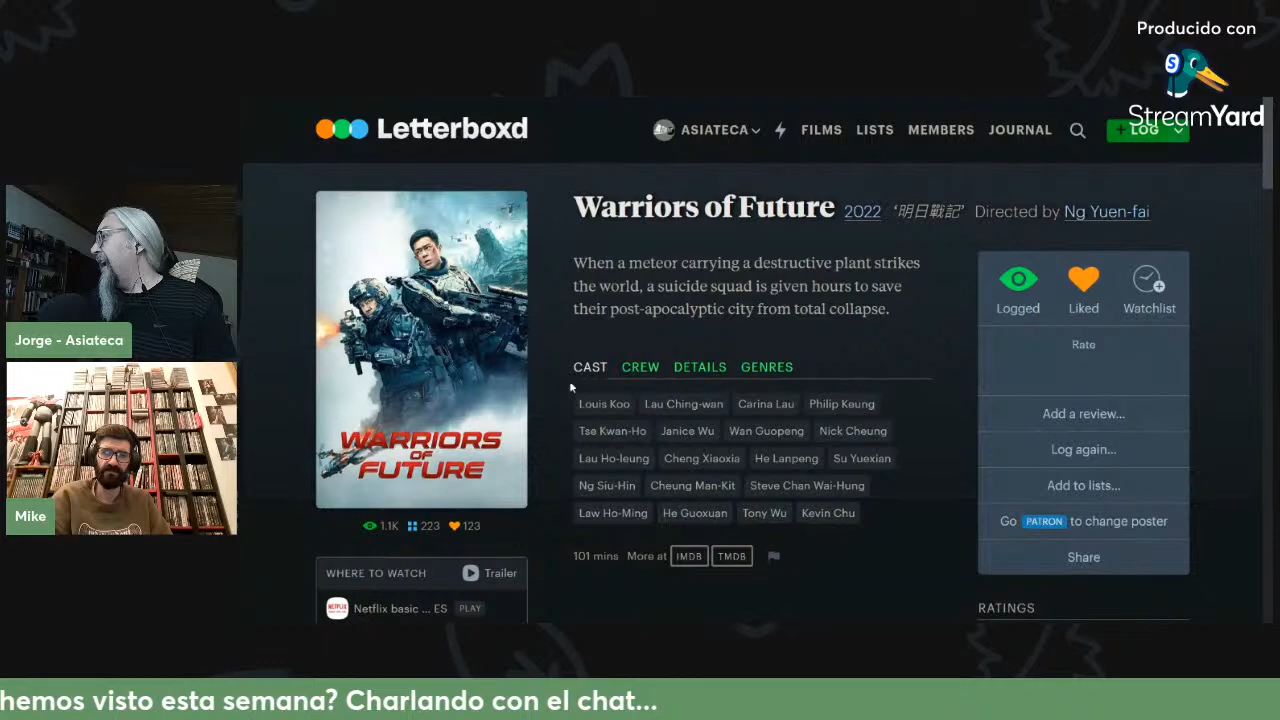 Producido con
StreamYard
Letterboxd
ASIATECA
FILMS
LISTS
MEMBERS
JOURNAL
+ LOG
Warriors of Future 2022 ‘明日戰記’ Directed by Ng Yuen-fai
When a meteor carrying a destructive plant strikes
the world, a suicide squad is given hours to save
their post-apocalyptic city from total collapse.
Logged
Liked
Watchlist
Rate
Add a review...
Log again...
Add to lists...
Go PATRON to change poster
Share
RATINGS
CAST CREW DETAILS GENRES
Louis Koo Lau Ching-wan Carina Lau Philip Keung
Tse Kwan-Ho Janice Wu Wan Guopeng Nick Cheung
Lau Ho-leung Cheng Xiaoxia He Lanpeng Su Yuexian
Ng Siu-Hin Cheung Man-Kit Steve Chan Wai-Hung
Law Ho-Ming He Guoxuan Tony Wu Kevin Chu
101 mins More at IMDB TMDB
WARRIORS
OF
FUTURE
1.1K 223 123
WHERE TO WATCH Trailer
NETFLIX Netflix basic ... ES PLAY
Jorge - Asiateca
Mike
hemos visto esta semana? Charlando con el chat...